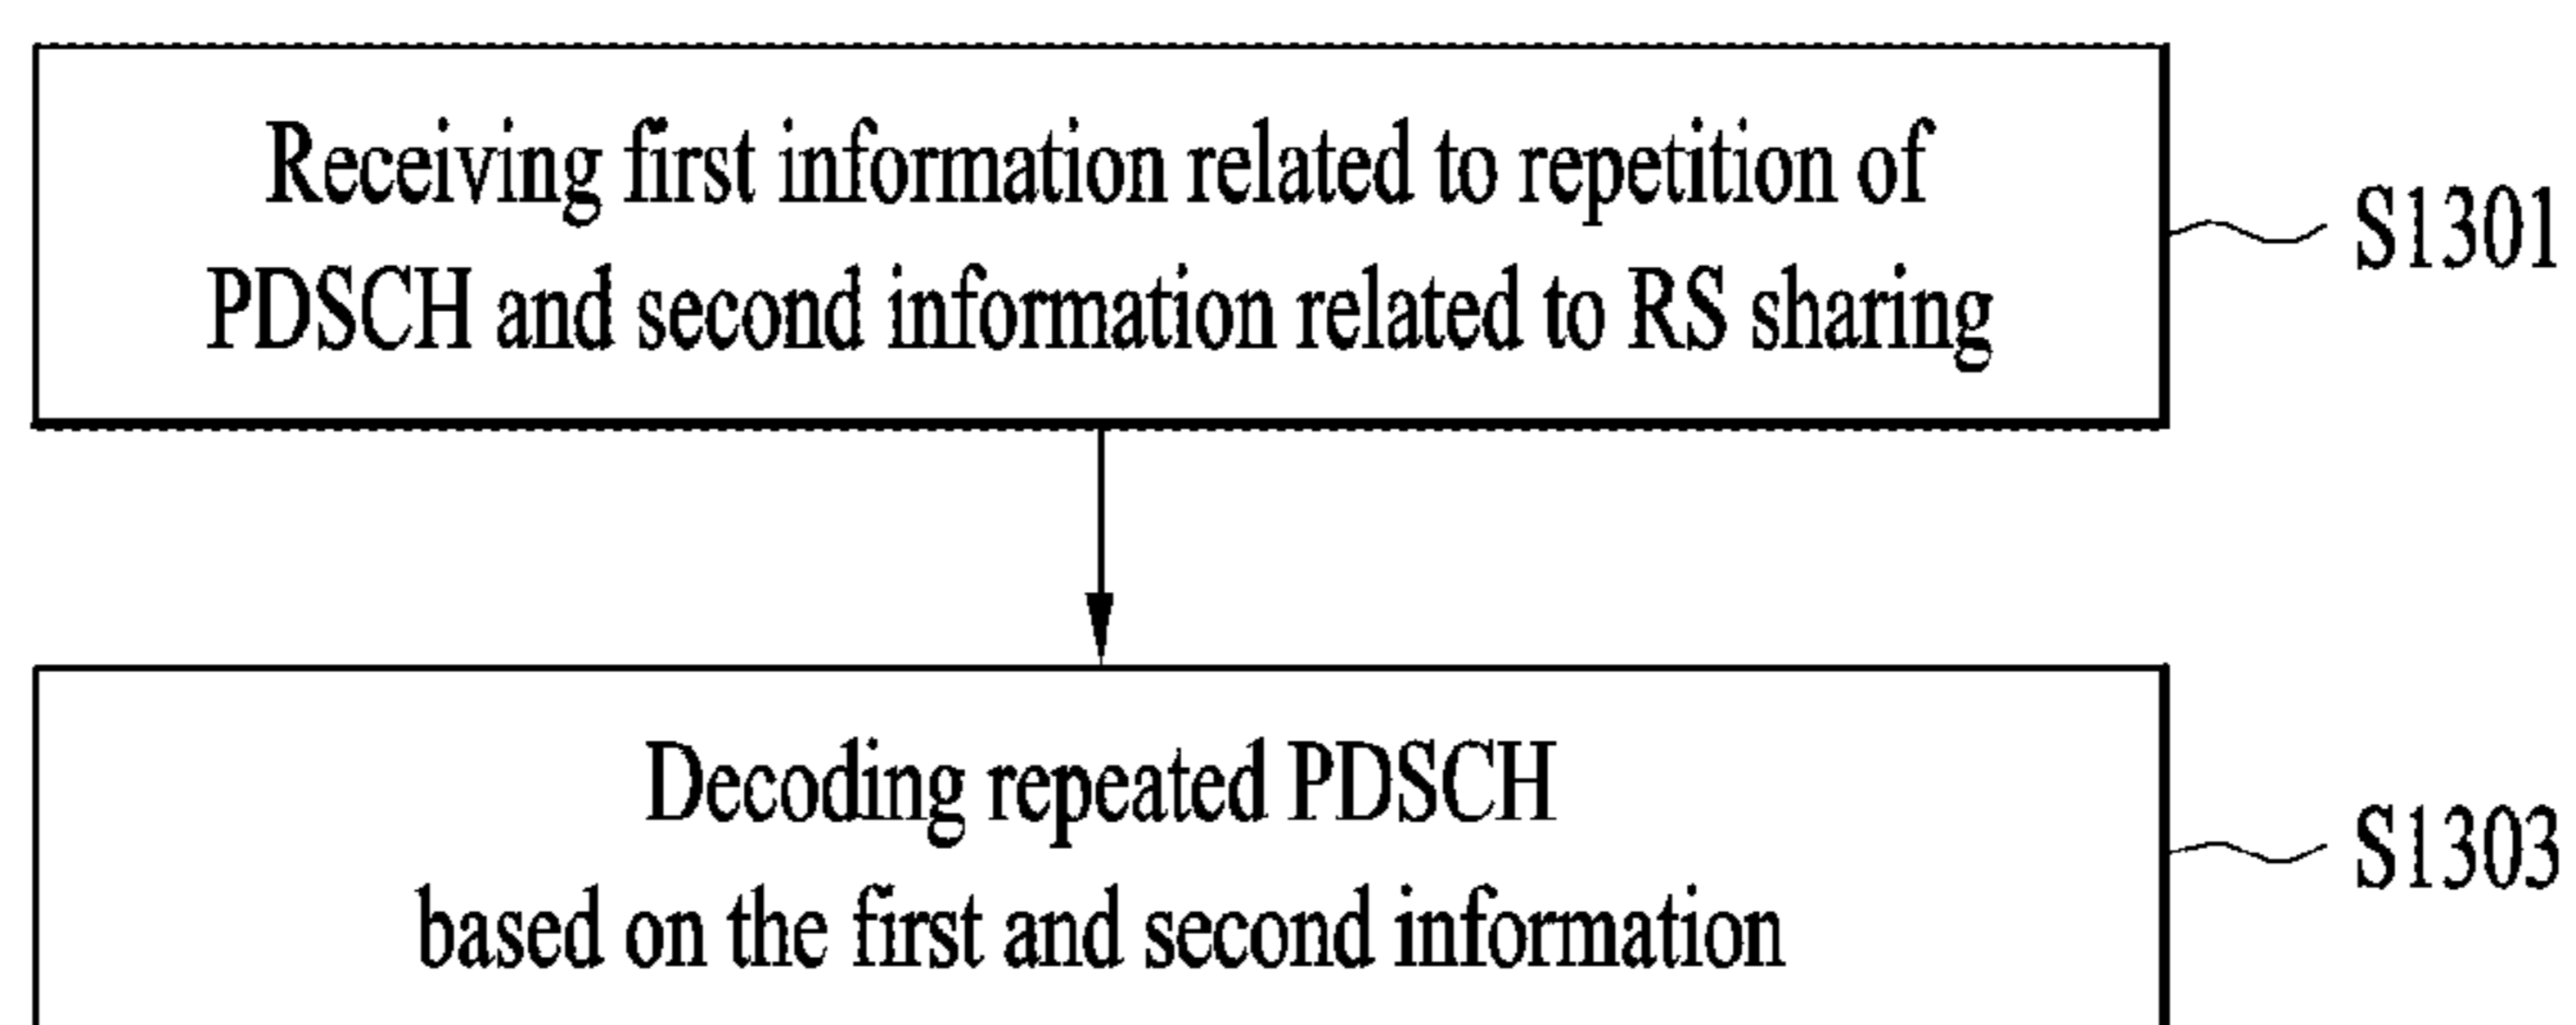 Receiving first information related to repetition of
PDSCH and second information related to RS sharing
S1301
Decoding repeated PDSCH
based on the first and second information
S1303